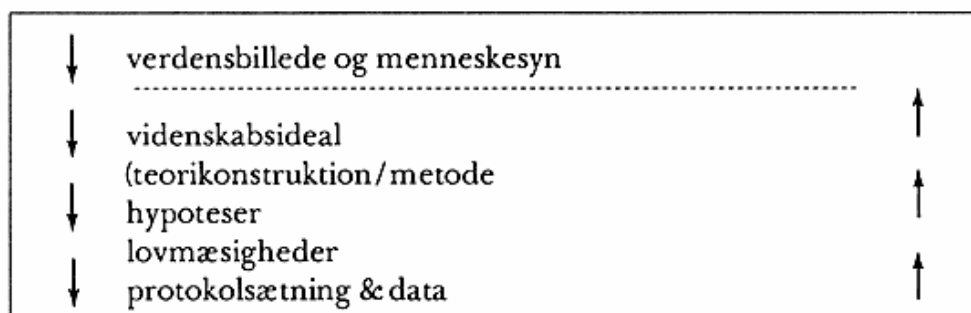 verdensbillede og menneskesyn
videnskabsideal
(teorikonstruktion/metode
hypoteser
lovmæsigheder
protokolsætning & data